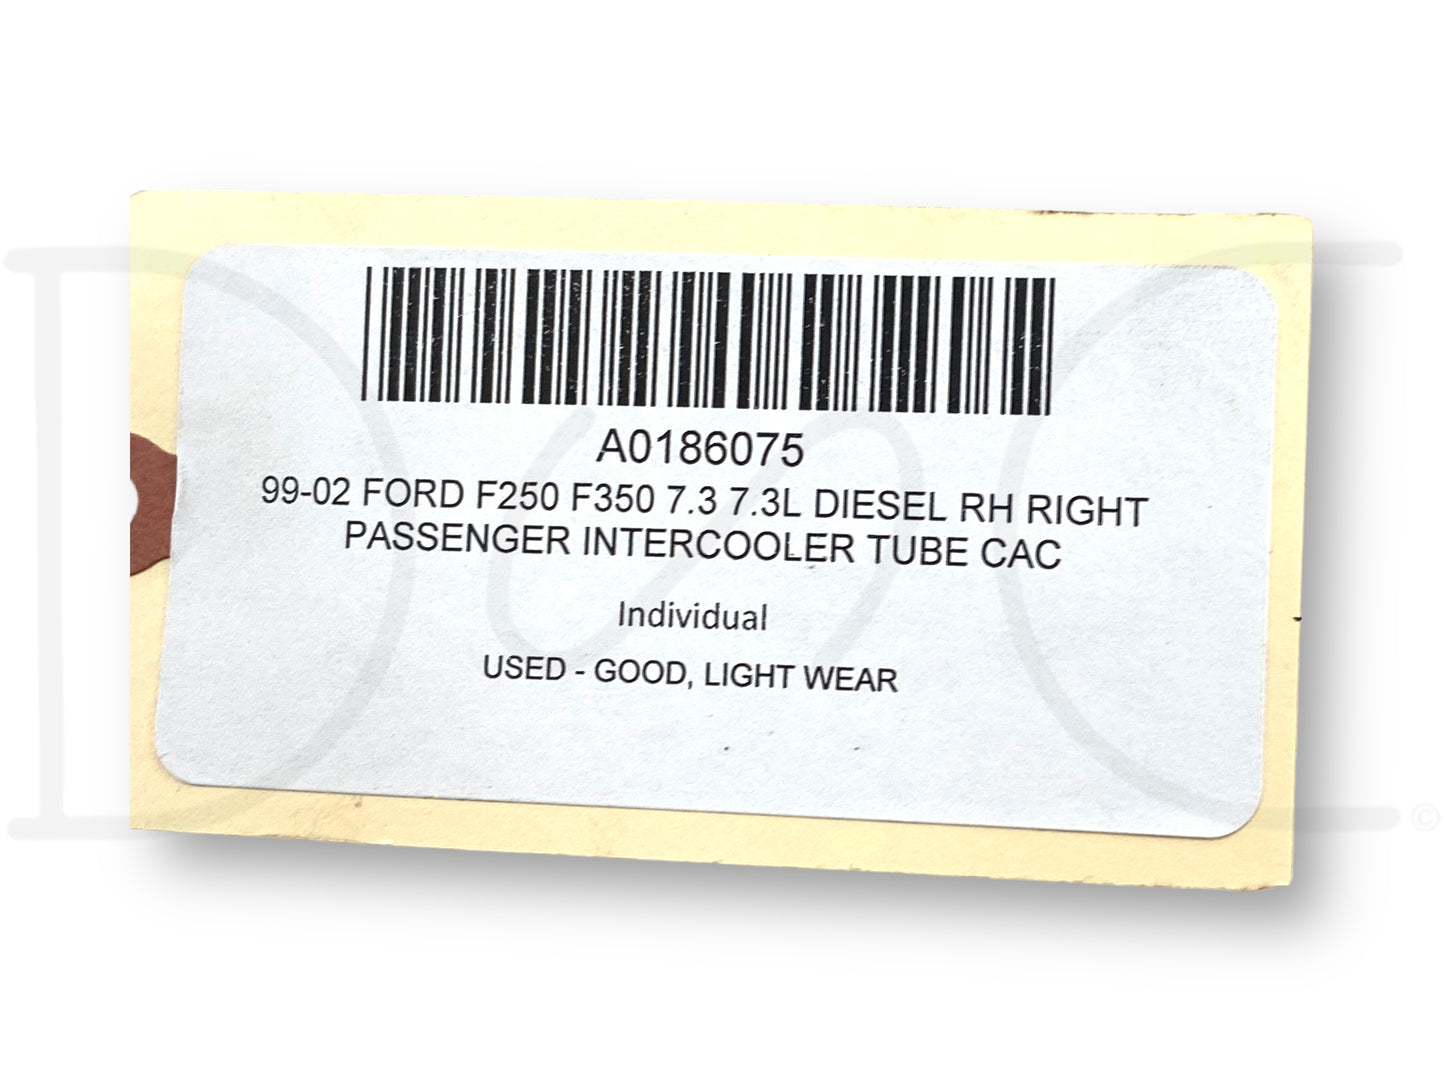 A0186075
99-02 FORD F250 F350 7.3 7.3L DIESEL RH RIGHT
PASSENGER INTERCOOLER TUBE CAC
Individual
USED - GOOD, LIGHT WEAR
DnC
©